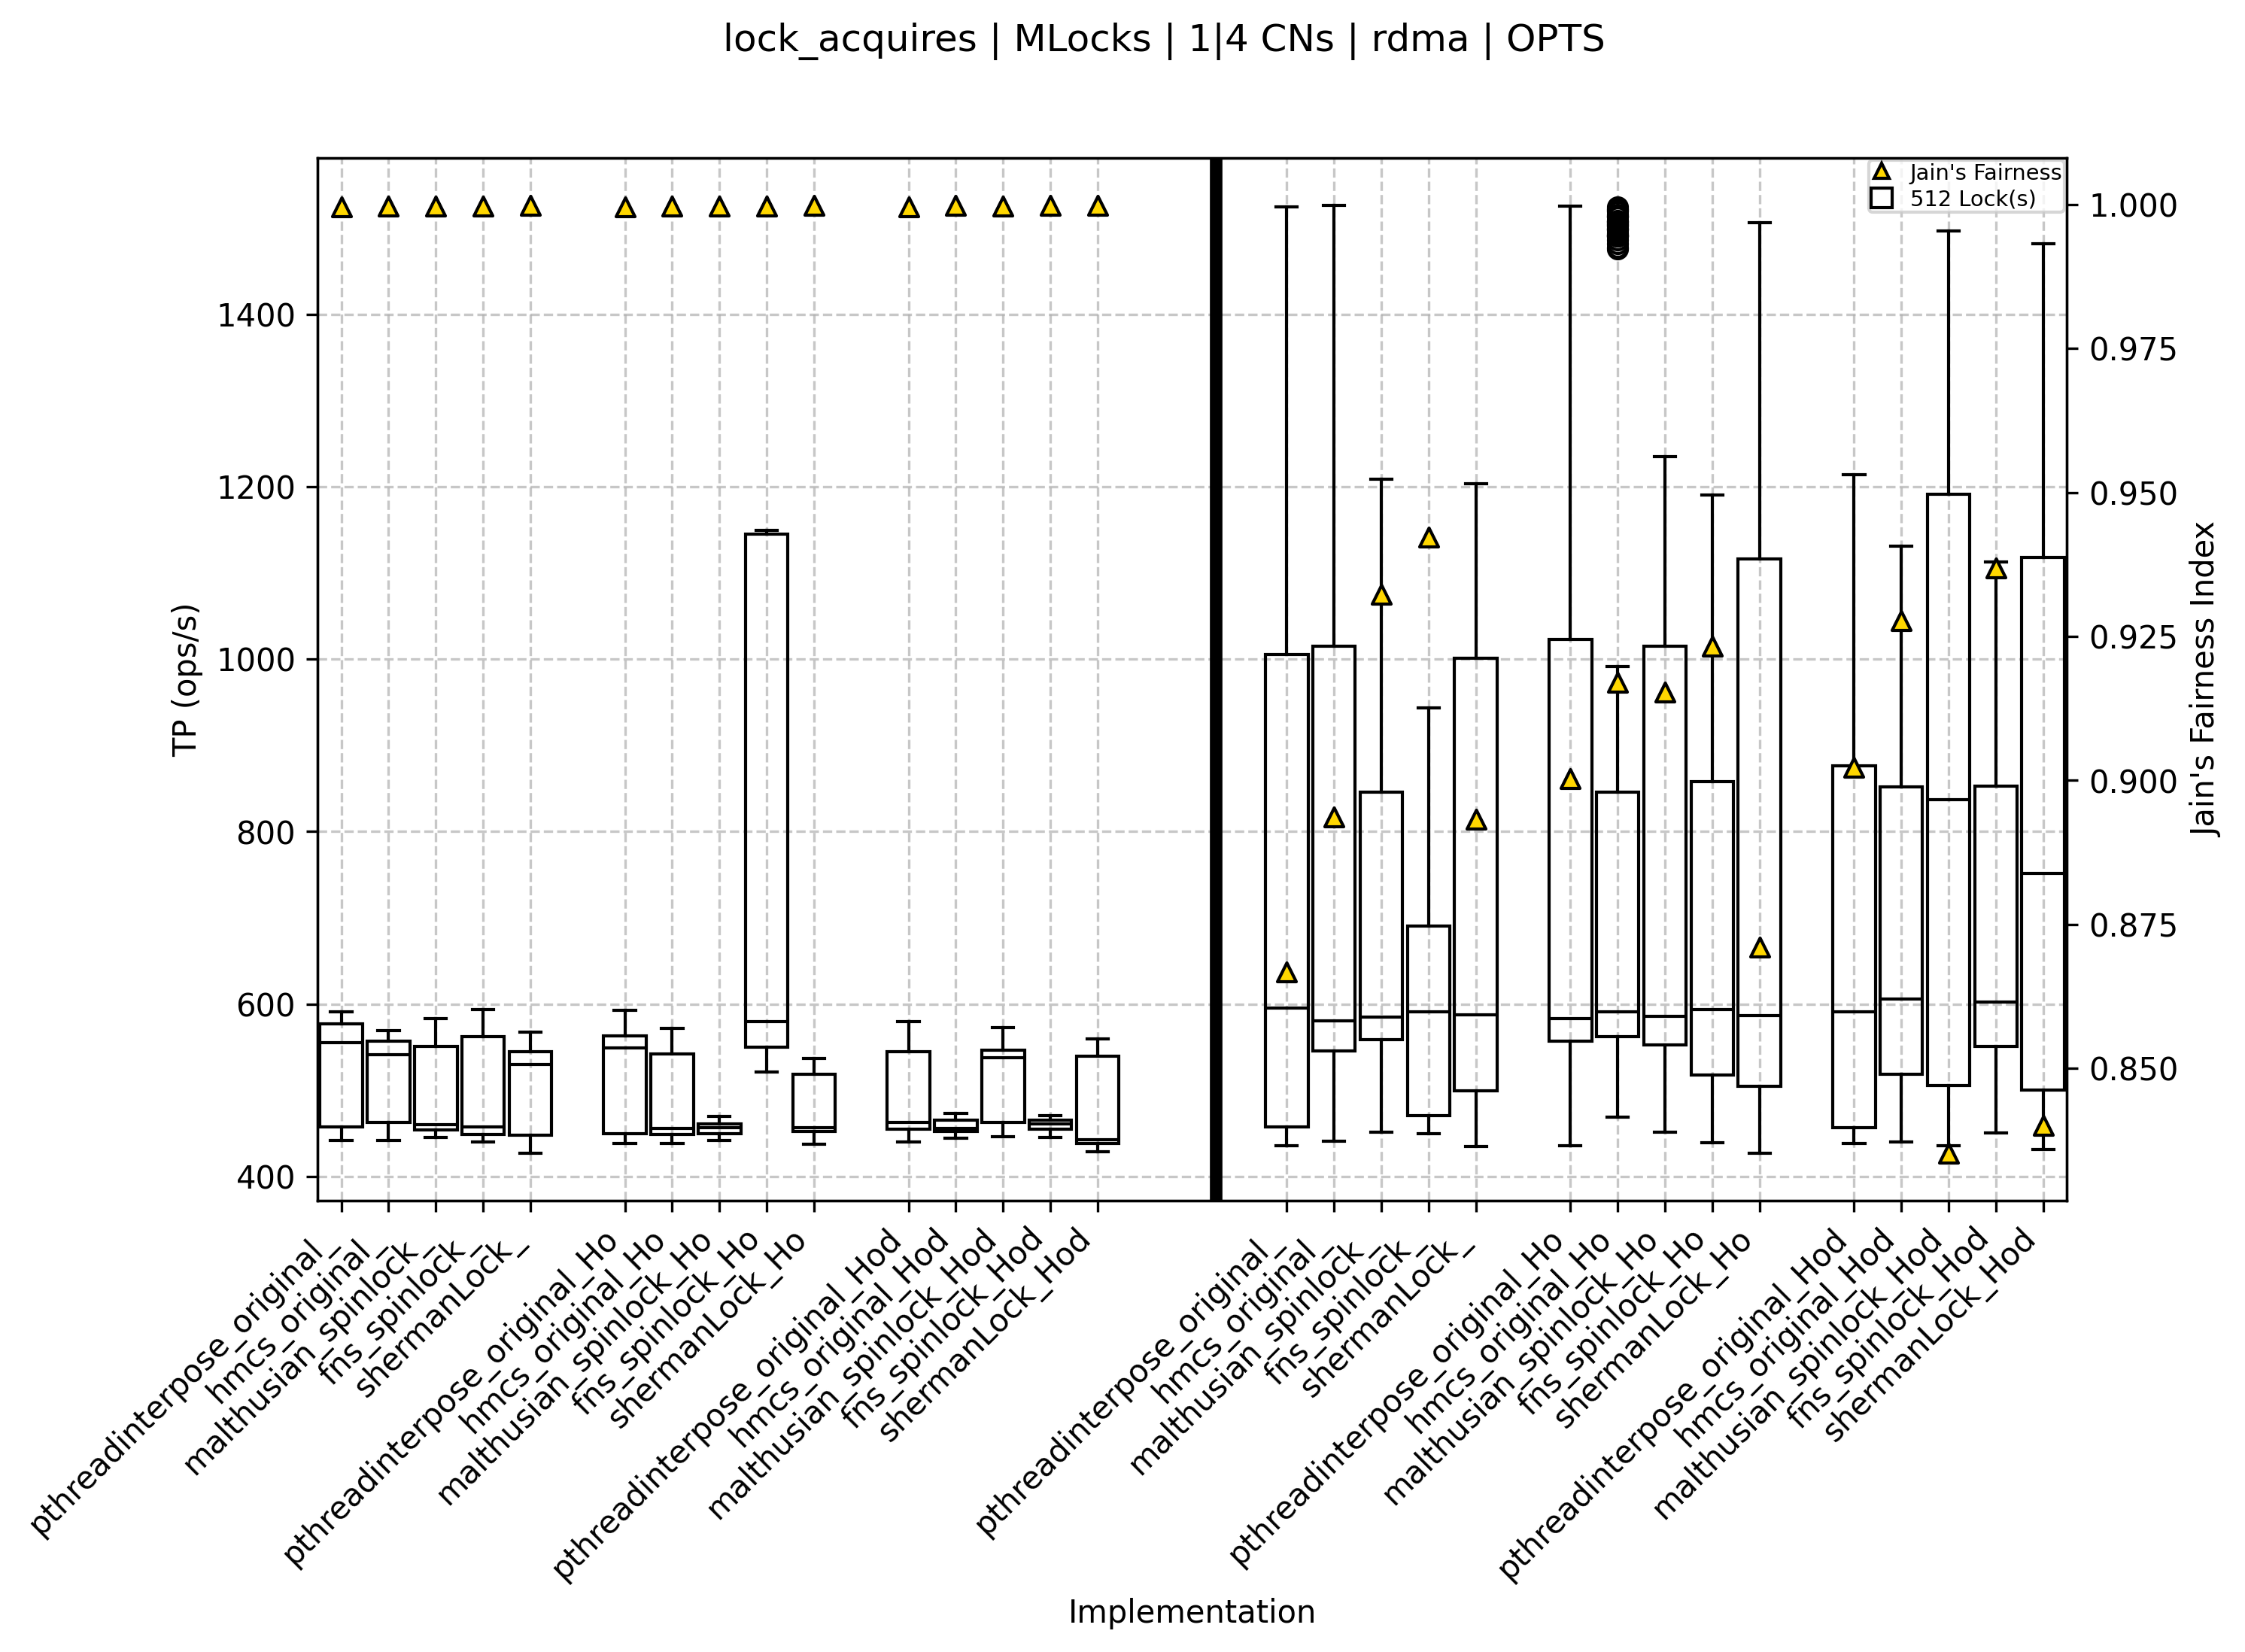 lock_acquires | MLocks | 1|4 CNs | rdma | OPTS
Jain's Fairness
512 Lock(s)
TP (ops/s)
1400
1200
1000
800
600
400
1.000
0.975
0.950
0.925
0.900
0.875
0.850
Jain's Fairness Index
pthreadinterpose_original_
hmcs_original_
malthusian_spinlock_
fns_spinlock_
shermanLock_
pthreadinterpose_original_Ho
hmcs_original_Ho
malthusian_spinlock_Ho
fns_spinlock_Ho
shermanLock_Ho
pthreadinterpose_original_Hod
hmcs_original_Hod
malthusian_spinlock_Hod
fns_spinlock_Hod
shermanLock_Hod
pthreadinterpose_original_
hmcs_original_
malthusian_spinlock_
fns_spinlock_
shermanLock_
pthreadinterpose_original_Ho
hmcs_original_Ho
malthusian_spinlock_Ho
fns_spinlock_Ho
shermanLock_Ho
pthreadinterpose_original_Hod
hmcs_original_Hod
malthusian_spinlock_Hod
fns_spinlock_Hod
shermanLock_Hod
Implementation